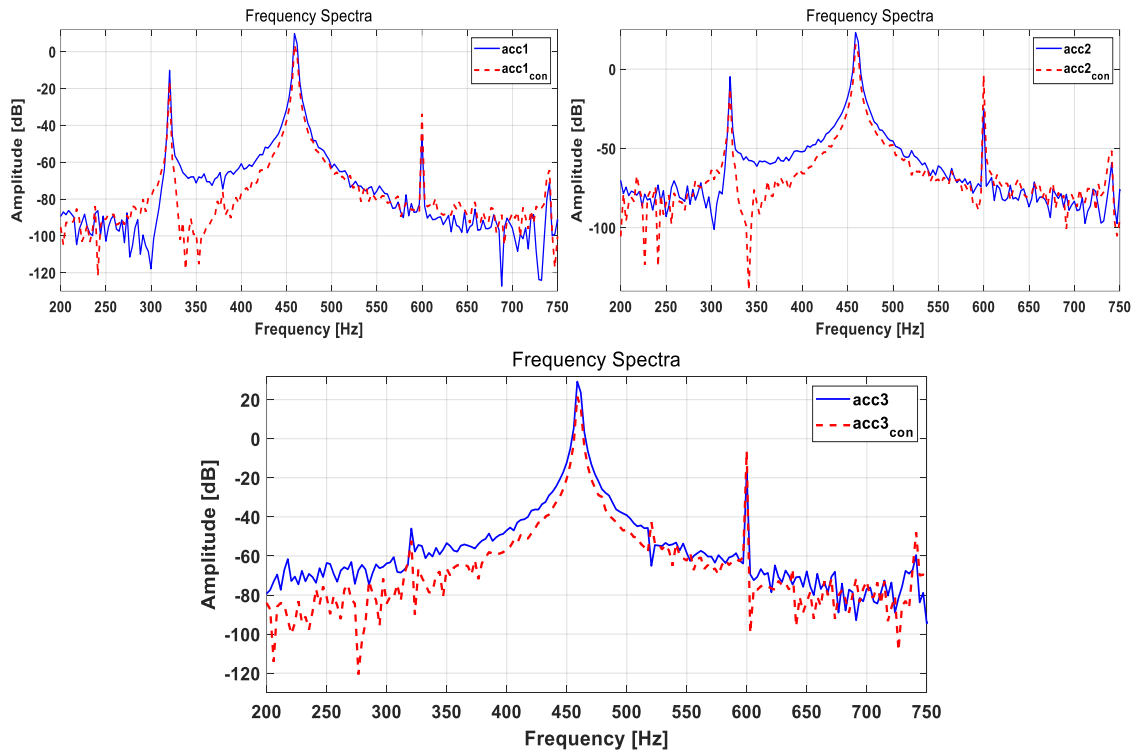 Frequency Spectra
acc1
acc1con
0
-20
-40
-60
-80
-100
-120
Amplitude [dB]
200 250 300 350 400 450 500 550 600 650 700 750
Frequency [Hz]
Frequency Spectra
acc2
acc2con
0
-50
-100
Amplitude [dB]
200 250 300 350 400 450 500 550 600 650 700 750
Frequency [Hz]
Frequency Spectra
acc3
acc3con
20
0
-20
-40
-60
-80
-100
-120
Amplitude [dB]
200 250 300 350 400 450 500 550 600 650 700 750
Frequency [Hz]